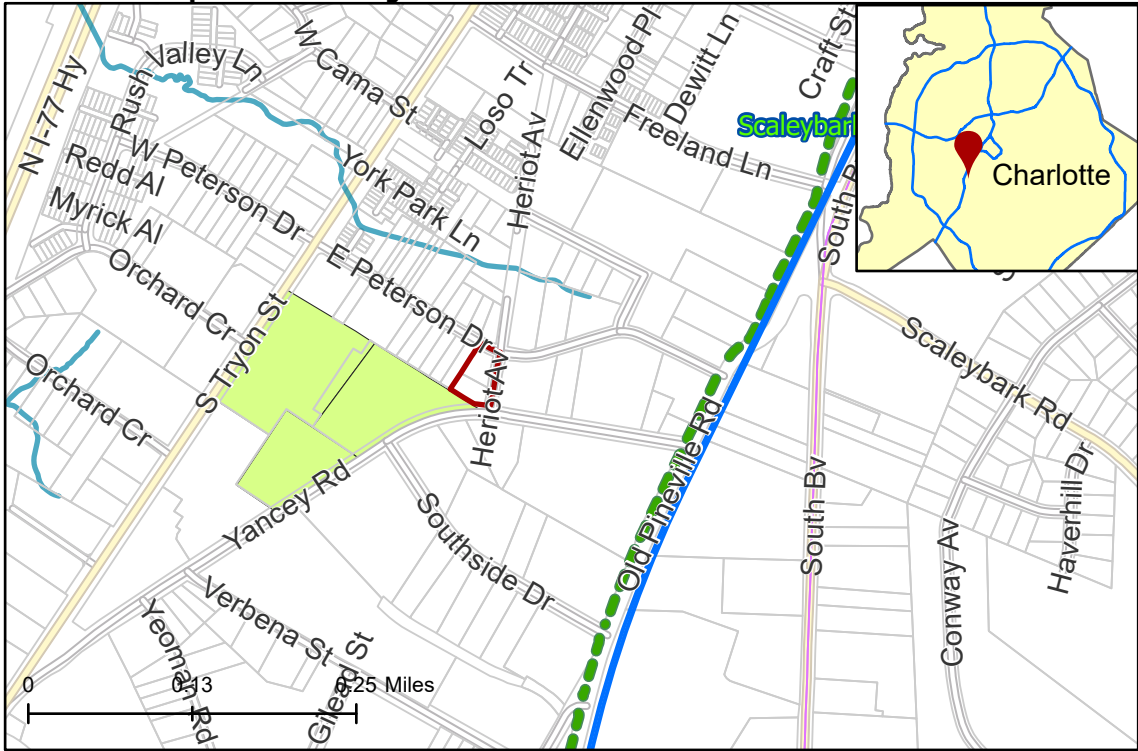 N I-77 Hy
Rush Valley Ln
W Cama St
Loso Tr
Heriot Av
Ellenwood Pl
Dewitt Ln
Craft St
Freeland Ln
Scaleybark
Charlotte
Redd Al
W Peterson Dr
York Park Ln
Myrick Al
Orchard Cr
E Peterson Dr
S Tryon St
Orchard Cr
Heriot Av
South B
Scaleybark Rd
Yancey Rd
Southside Dr
Old Pineville Rd
South Bv
Haverhill Dr
Conway Av
Verbena St
Yeoman Rd
Gilead St
0
0.13
0.25 Miles